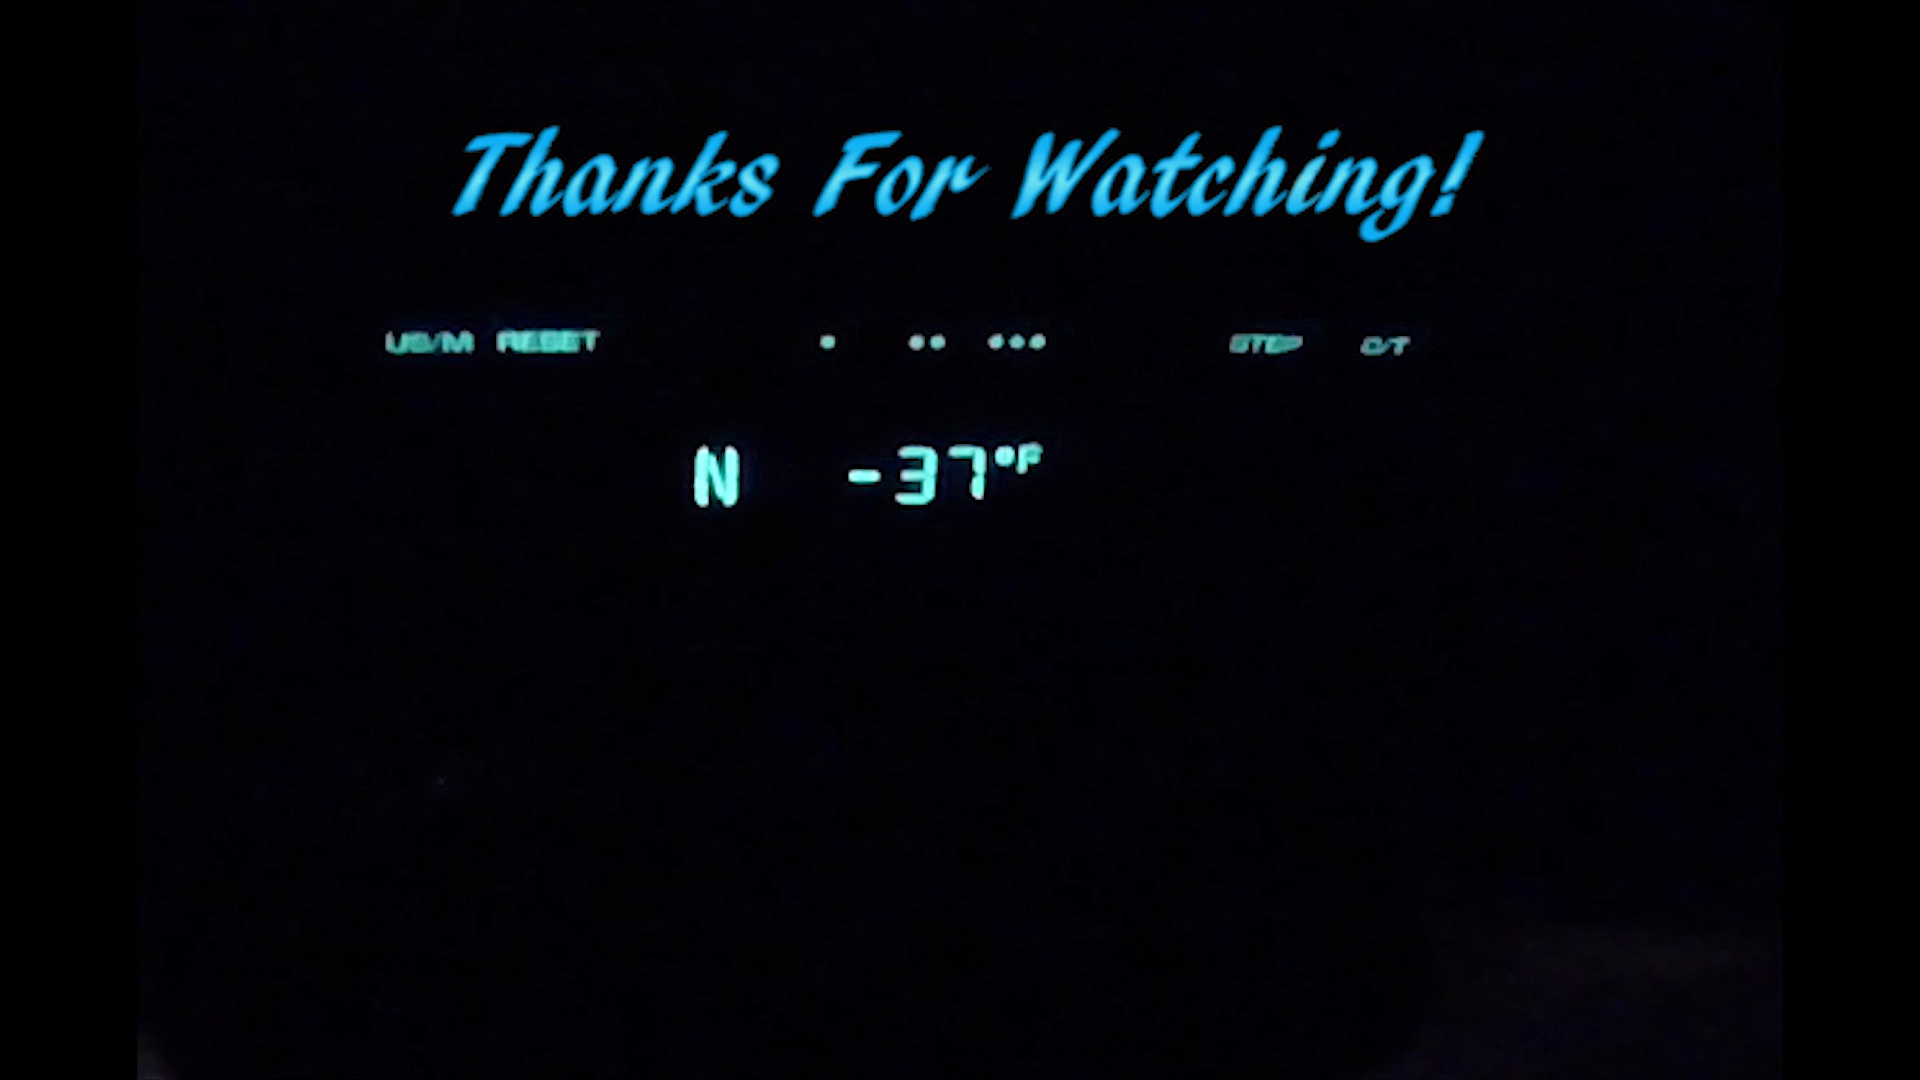 Thanks For Watching!
US/M RESET • •• ••• STEP C/T
N -37°F